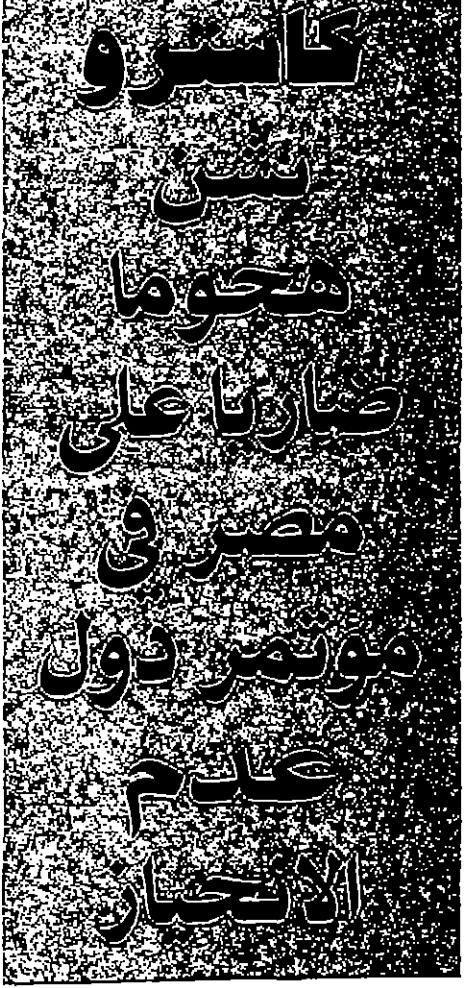 كاسترو
يشن
هجوما
ضاريا على
مصر في
مؤتمر دول
عدم
الانحياز